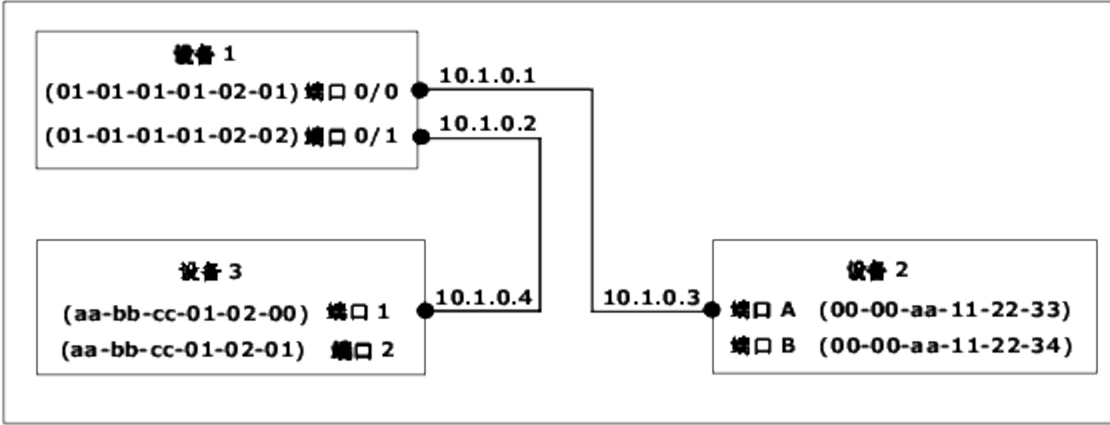 设备 1
(01-01-01-01-02-01) 端口 0/0
10.1.0.1
(01-01-01-01-02-02) 端口 0/1
10.1.0.2
设备 3
(aa-bb-cc-01-02-00) 端口 1
10.1.0.4
(aa-bb-cc-01-02-01) 端口 2
设备 2
10.1.0.3
端口 A (00-00-aa-11-22-33)
端口 B (00-00-aa-11-22-34)